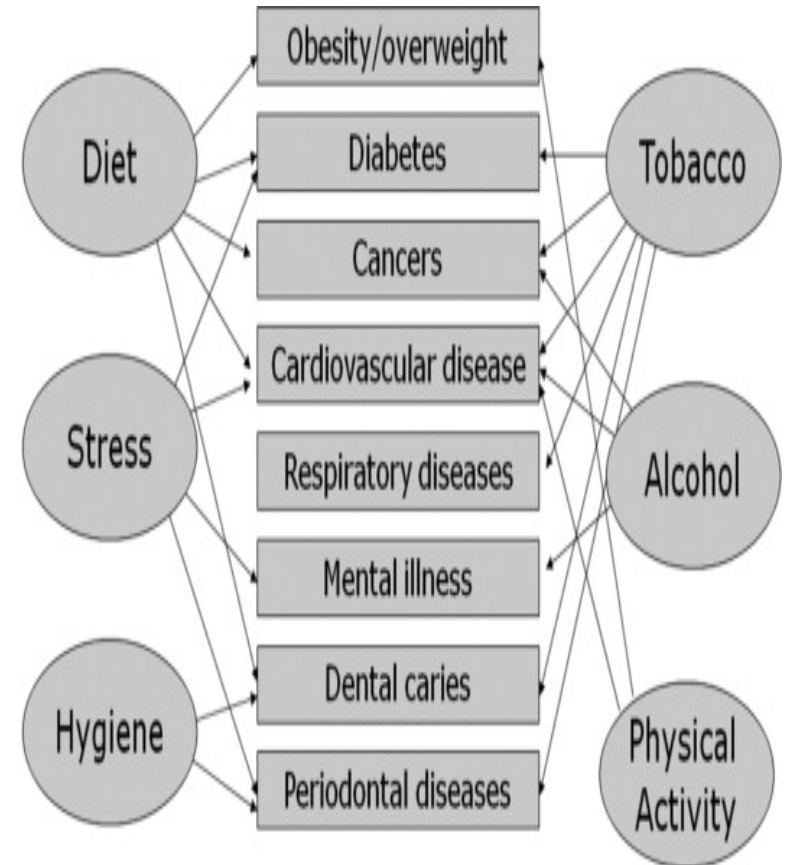 Diet
Stress
Hygiene
Obesity/overweight
Diabetes
Cancers
Cardiovascular disease
Respiratory diseases
Mental illness
Dental caries
Periodontal diseases
Tobacco
Alcohol
Physical
Activity